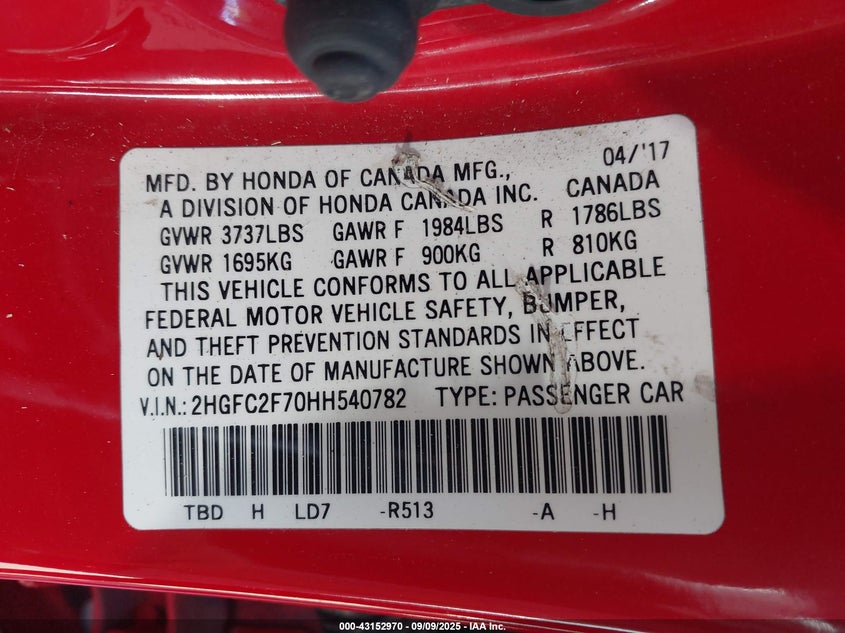 04/'17
MFD. BY HONDA OF CANADA MFG., CANADA
A DIVISION OF HONDA CANADA INC.
GVWR 3737LBS GAWR F 1984LBS R 1786LBS
GVWR 1695KG GAWR F 900KG R 810KG
THIS VEHICLE CONFORMS TO ALL APPLICABLE
FEDERAL MOTOR VEHICLE SAFETY, BUMPER,
AND THEFT PREVENTION STANDARDS IN EFFECT
ON THE DATE OF MANUFACTURE SHOWN ABOVE.
V.I.N.: 2HGFC2F70HH540782 TYPE: PASSENGER CAR
TBD H LD7 -R513 -A -H
000-43152970 - 09/09/2025 - IAA Inc.